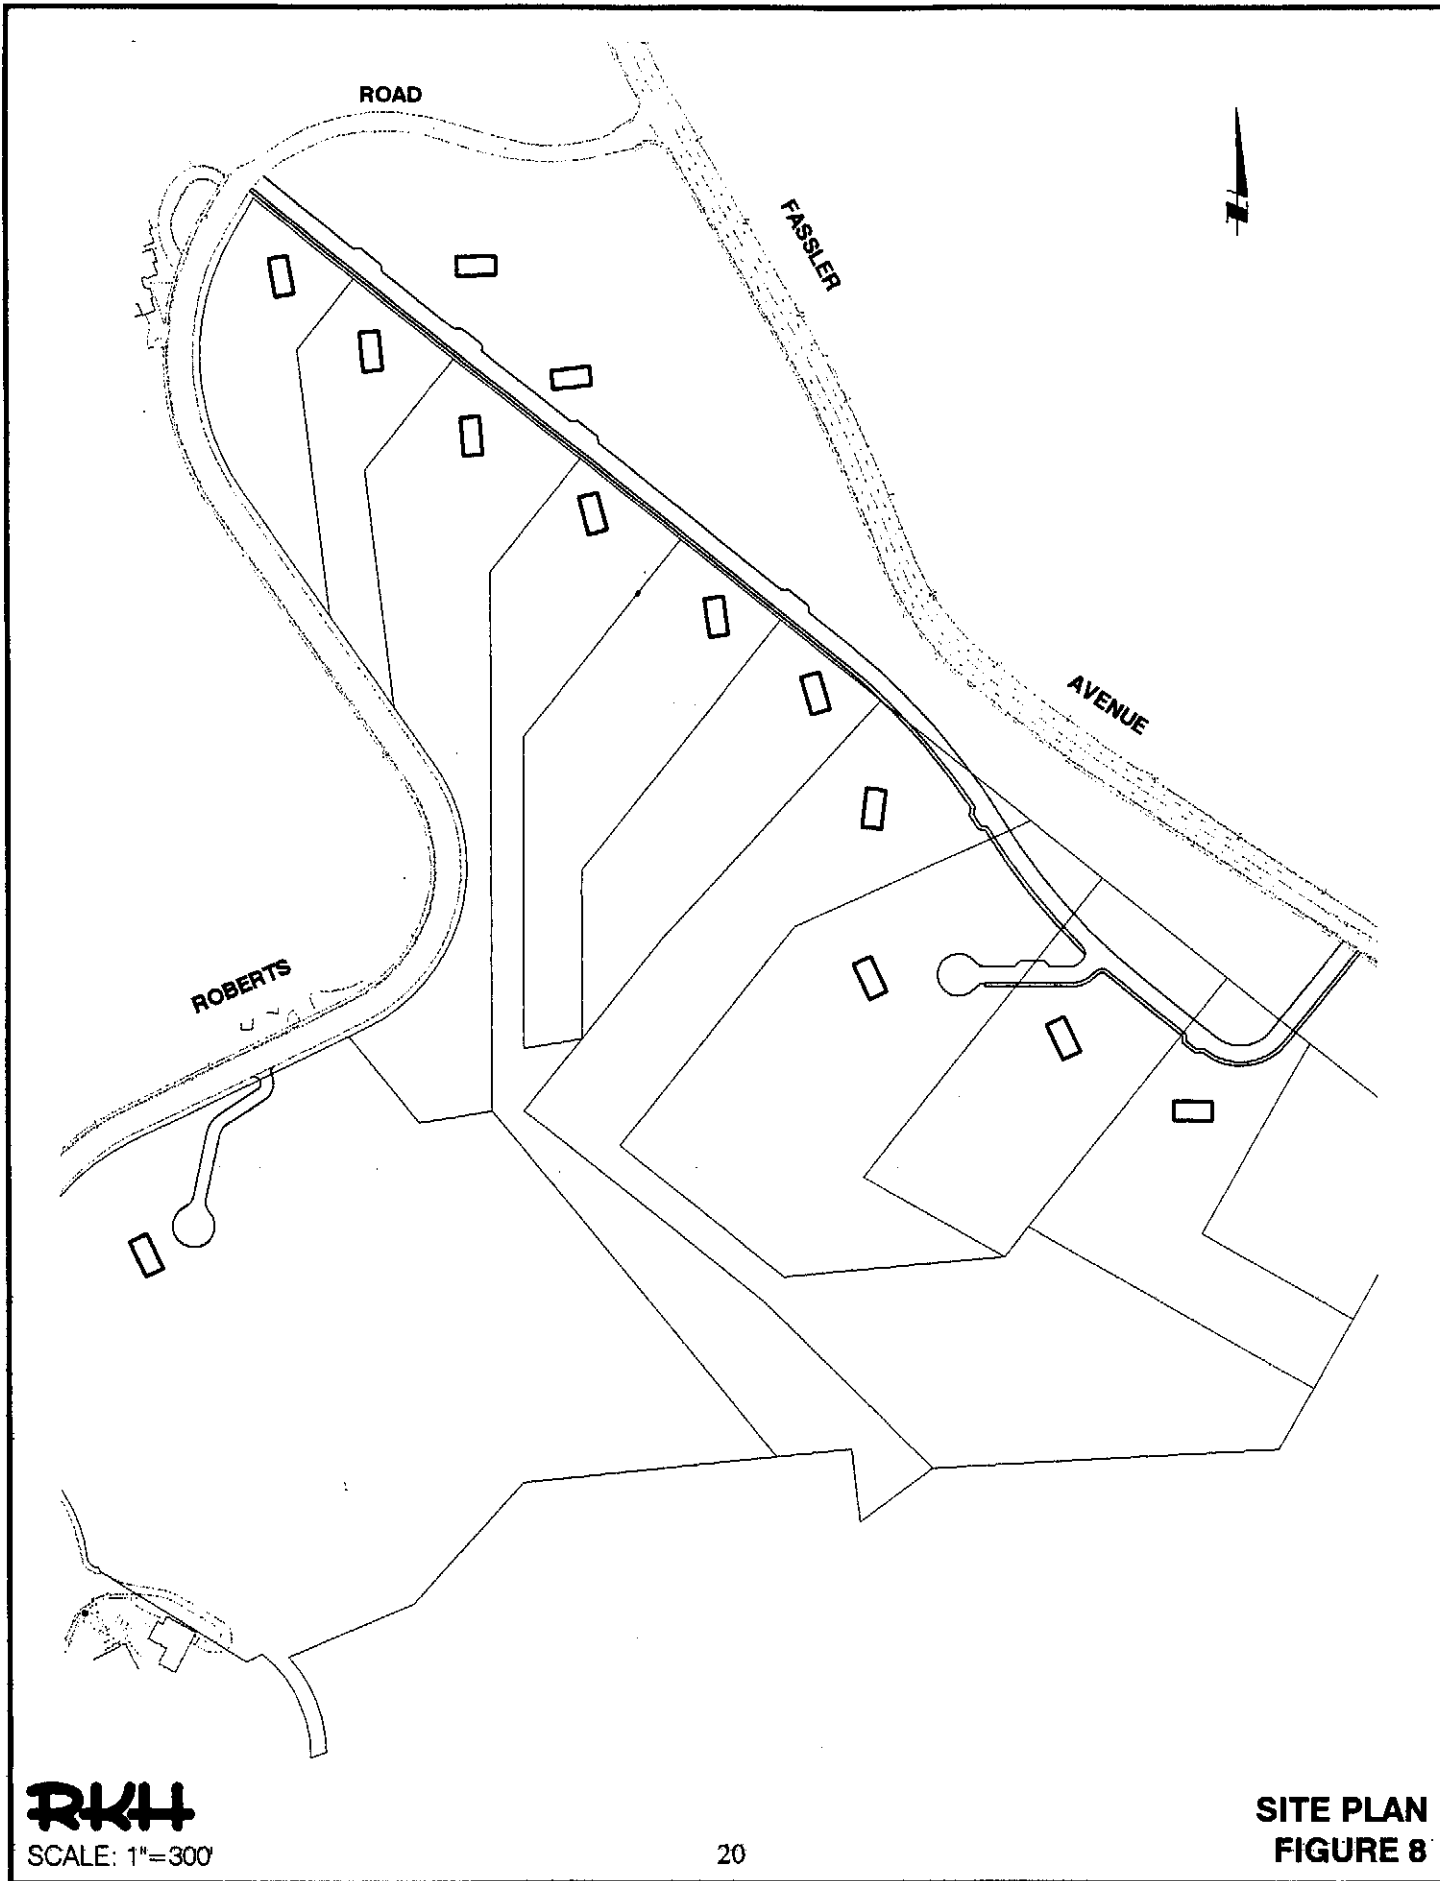 ROAD
FASSLER
AVENUE
ROBERTS
RKH
SCALE: 1"=300'
20
SITE PLAN
FIGURE 8